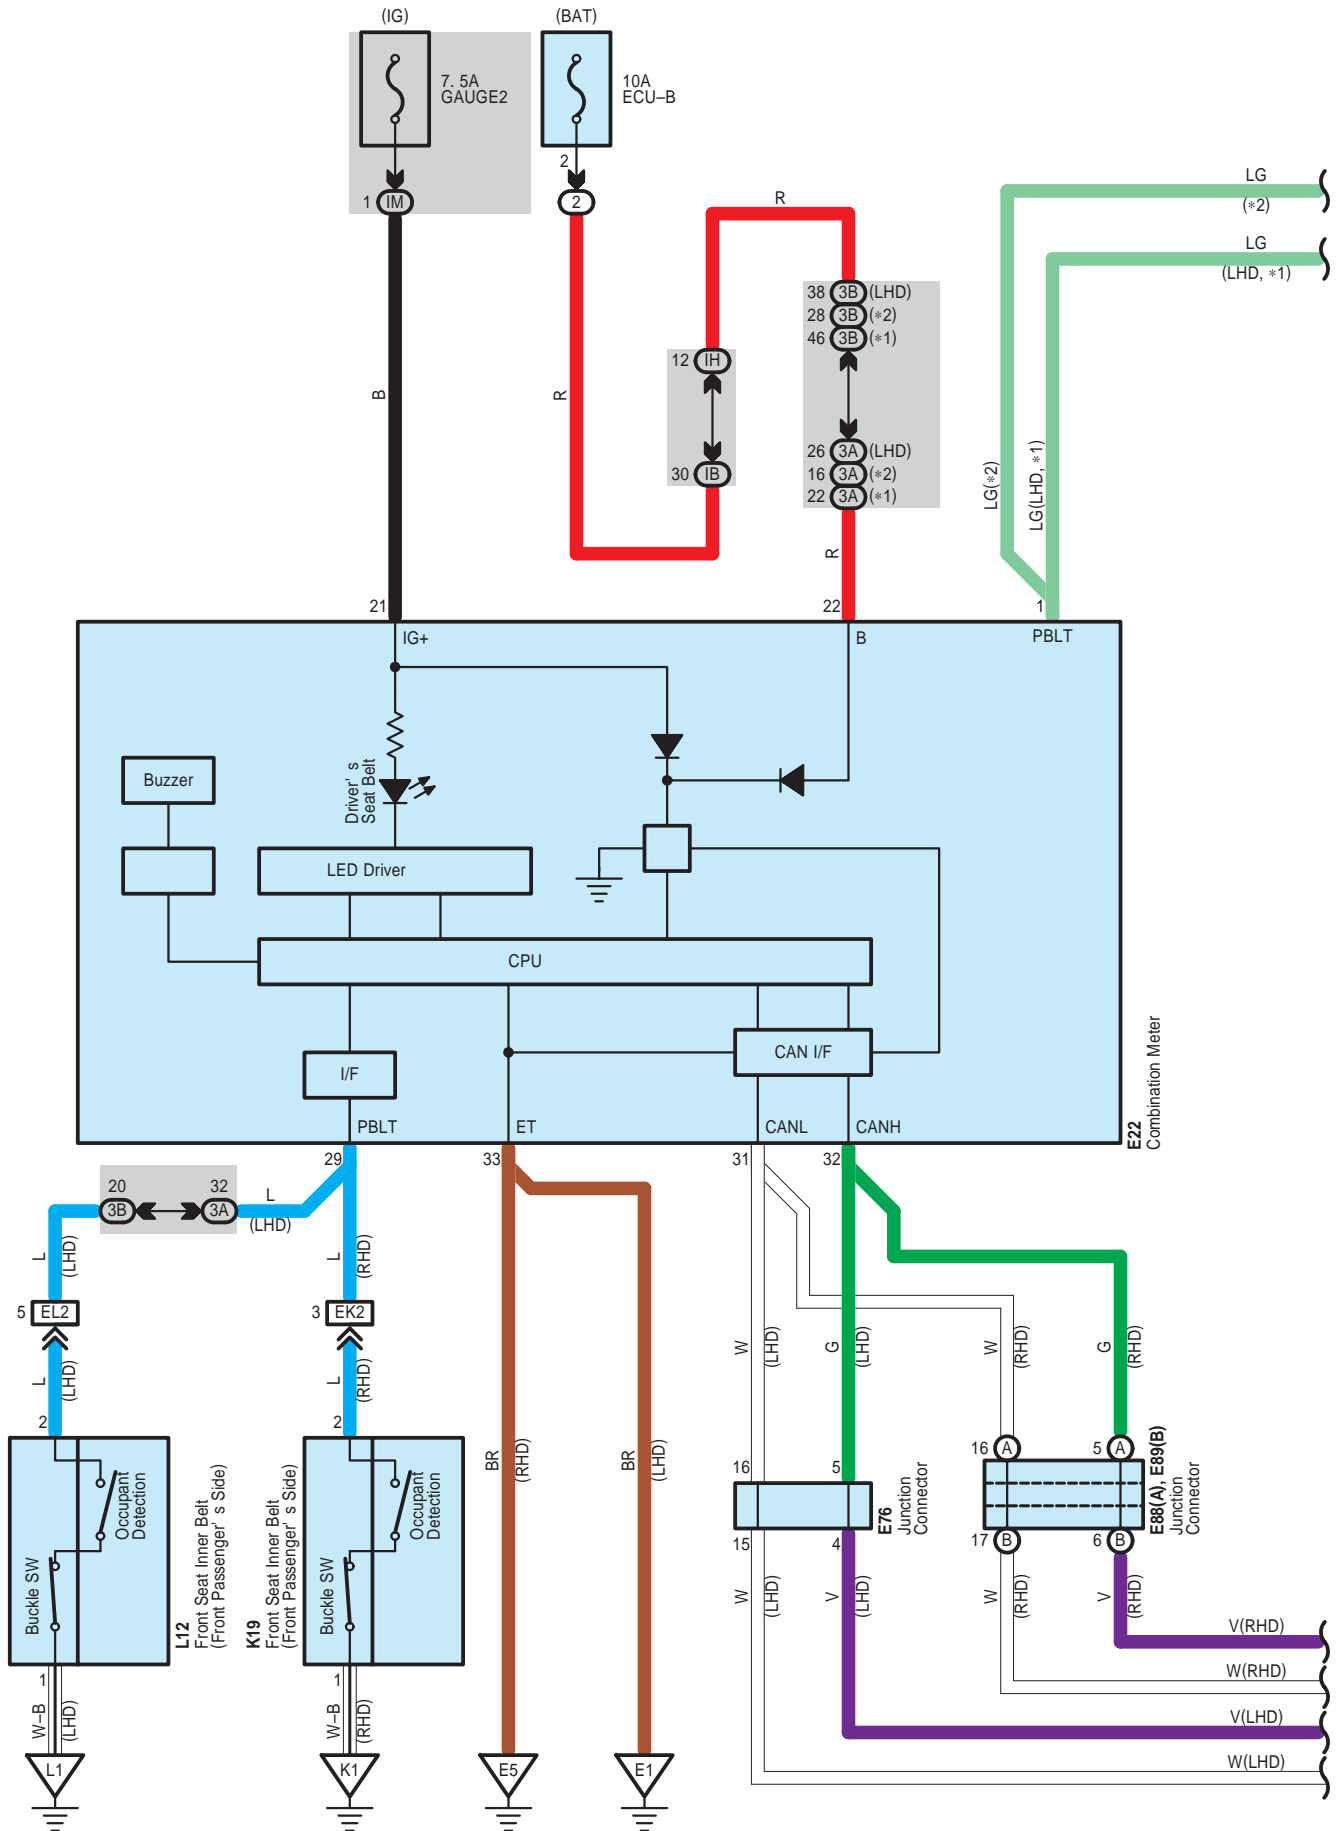 (IG)
(BAT)
7. 5A
GAUGE2
10A
ECU–B
2
1
IM
2
LG
(∗2)
LG
(LHD, ∗1)
R
38 3B (LHD)
28 3B (∗2)
46 3B (∗1)
12 IH
B
R
26 3A (LHD)
16 3A (∗2)
22 3A (∗1)
30 IB
LG(∗2)
LG(LHD, ∗1)
R
21
22
1
IG+
B
PBLT
Driver' s
Seat Belt
Buzzer
LED Driver
CPU
I/F
CAN I/F
PBLT
ET
CANL
CANH
E22
Combination Meter
29
33
31
32
20
3B
32
3A
L
(LHD)
L
(LHD)
L
(RHD)
5 EL2
3 EK2
L
(LHD)
L
(RHD)
W
(LHD)
G
(LHD)
W
(RHD)
G
(RHD)
2
2
Occupant
Detection
Buckle SW
L12
Front Seat Inner Belt
(Front Passenger' s Side)
Occupant
Detection
Buckle SW
K19
Front Seat Inner Belt
(Front Passenger' s Side)
BR
(RHD)
BR
(LHD)
16
5
E76
Junction
Connector
15
4
16 A
5 A
E88(A), E89(B)
Junction
Connector
17 B
6 B
W
(LHD)
V
(LHD)
W
(RHD)
V
(RHD)
V(RHD)
W(RHD)
V(LHD)
W(LHD)
1
W–B
(LHD)
1
W–B
(RHD)
L1
K1
E5
E1